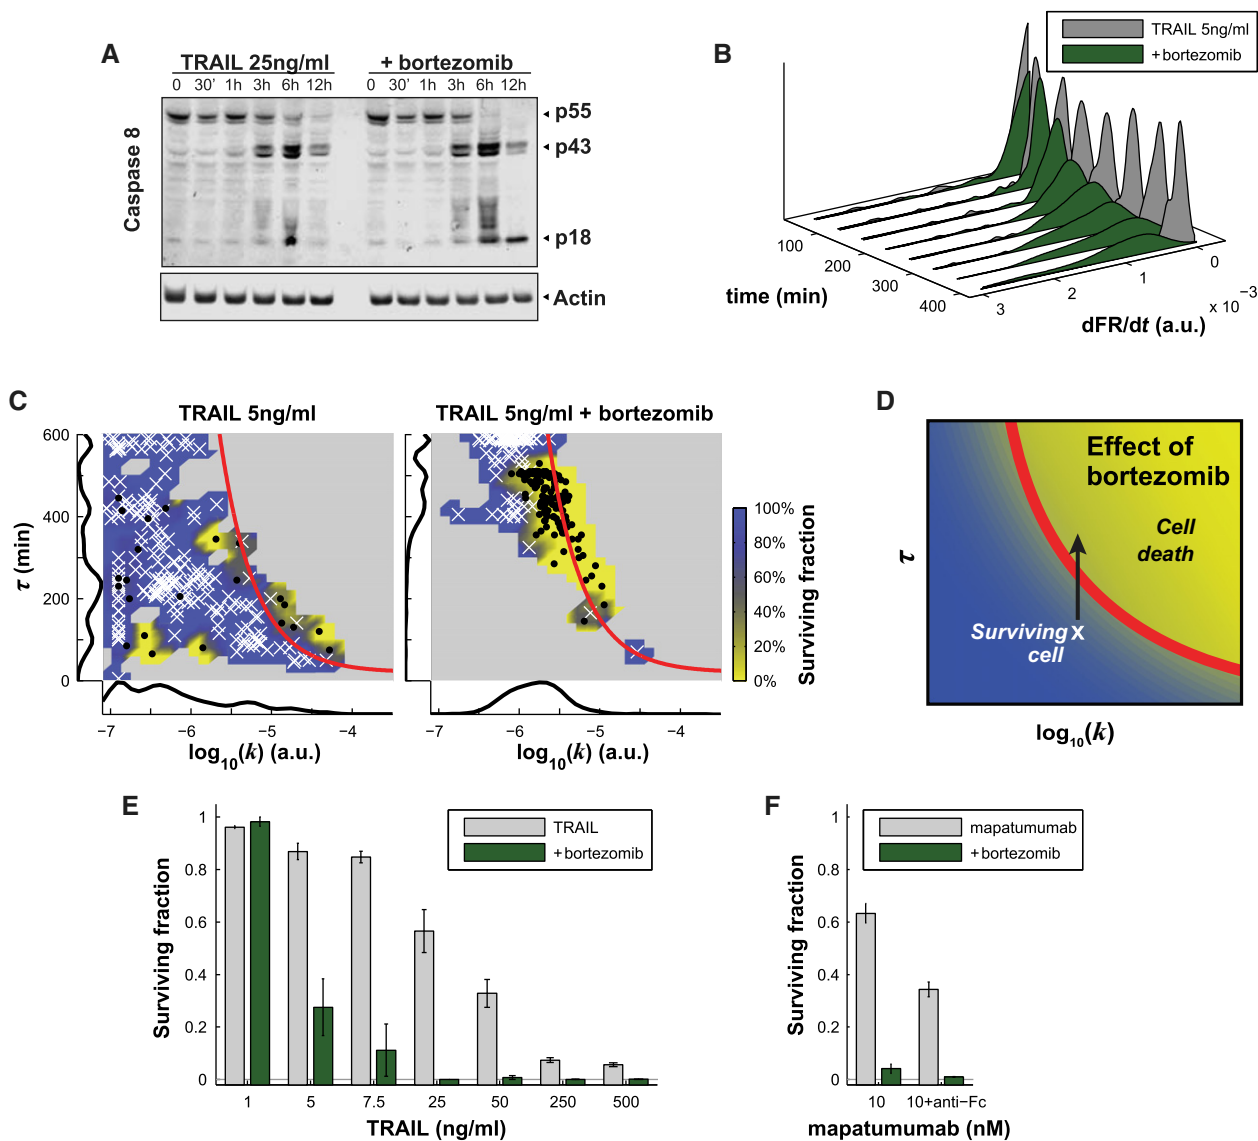 A
TRAIL 25ng/ml
+ bortezomib
0 30’ 1h 3h 6h 12h
0 30’ 1h 3h 6h 12h
Caspase 8
p55
p43
p18
Actin
B
TRAIL 5ng/ml
+ bortezomib
100
200
300
400
time (min)
3
2
1
0
x 10⁻³
dFR/dt (a.u.)
C
TRAIL 5ng/ml
TRAIL 5ng/ml + bortezomib
600
400
200
0
τ (min)
−7 −6 −5 −4
log₁₀(k) (a.u.)
−7 −6 −5 −4
log₁₀(k) (a.u.)
100%
80%
60%
40%
20%
0%
Surviving fraction
D
Effect of
bortezomib
Cell
death
Surviving x
cell
τ
log₁₀(k)
E
1
0.8
0.6
0.4
0.2
0
Surviving fraction
TRAIL
+ bortezomib
1 5 7.5 25 50 250 500
TRAIL (ng/ml)
F
1
0.8
0.6
0.4
0.2
0
Surviving fraction
mapatumumab
+ bortezomib
10 10+anti−Fc
mapatumumab (nM)